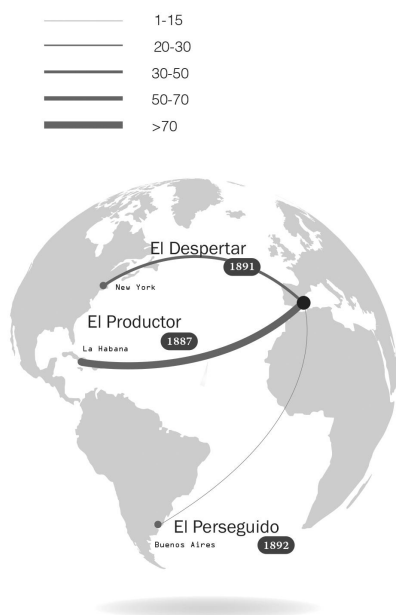 1-15
20-30
30-50
50-70
>70
El Despertar
1891
New York
El Productor
1887
La Habana
El Perseguido
1892
Buenos Aires